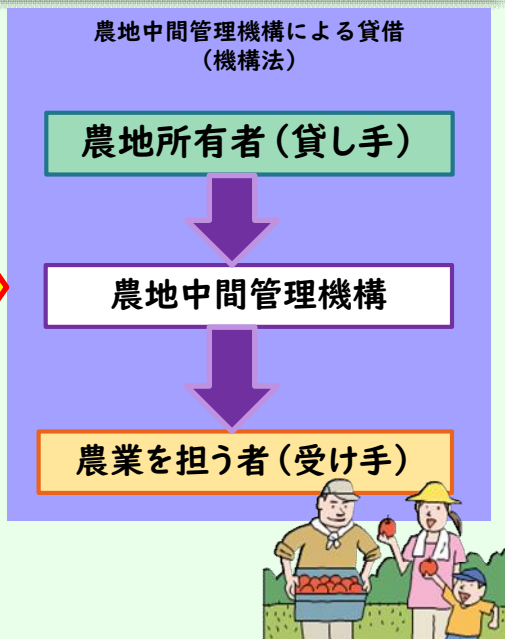 農地中間管理機構による貸借
（機構法）
農地所有者（貸し手）
農地中間管理機構
農業を担う者（受け手）